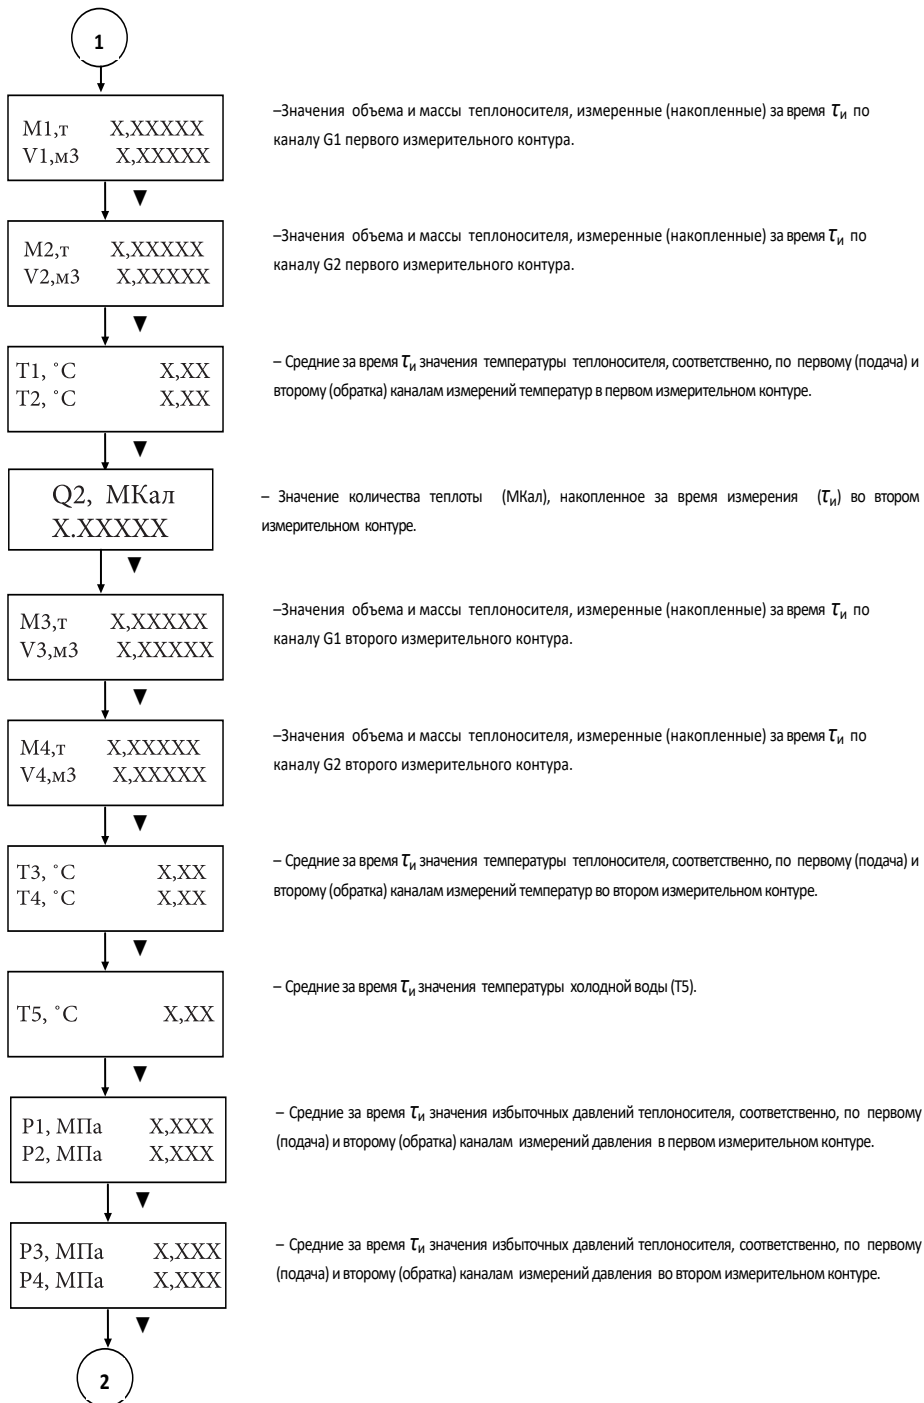 1
М1,т X,XXXXX
V1,м3 X,XXXXX
–Значения объема и массы теплоносителя, измеренные (накопленные) за время τи по
каналу G1 первого измерительного контура.
▼
М2,т X,XXXXX
V2,м3 X,XXXXX
–Значения объема и массы теплоносителя, измеренные (накопленные) за время τи по
каналу G2 первого измерительного контура.
▼
T1, ˚C X,XX
T2, ˚C X,XX
– Средние за время τи значения температуры теплоносителя, соответственно, по первому (подача) и
второму (обратка) каналам измерений температур в первом измерительном контуре.
▼
Q2, МКал
X.XXXXX
– Значение количества теплоты (МКал), накопленное за время измерения (τи) во втором
измерительном контуре.
▼
М3,т X,XXXXX
V3,м3 X,XXXXX
–Значения объема и массы теплоносителя, измеренные (накопленные) за время τи по
каналу G1 второго измерительного контура.
▼
М4,т X,XXXXX
V4,м3 X,XXXXX
–Значения объема и массы теплоносителя, измеренные (накопленные) за время τи по
каналу G2 второго измерительного контура.
▼
T3, ˚C X,XX
T4, ˚C X,XX
– Средние за время τи значения температуры теплоносителя, соответственно, по первому (подача) и
второму (обратка) каналам измерений температур во втором измерительном контуре.
▼
T5, ˚C X,XX
– Средние за время τи значения температуры холодной воды (Т5).
▼
P1, МПа X,XXX
P2, МПа X,XXX
– Средние за время τи значения избыточных давлений теплоносителя, соответственно, по первому
(подача) и второму (обратка) каналам измерений давления в первом измерительном контуре.
▼
P3, МПа X,XXX
P4, МПа X,XXX
– Средние за время τи значения избыточных давлений теплоносителя, соответственно, по первому
(подача) и второму (обратка) каналам измерений давления во втором измерительном контуре.
▼
2